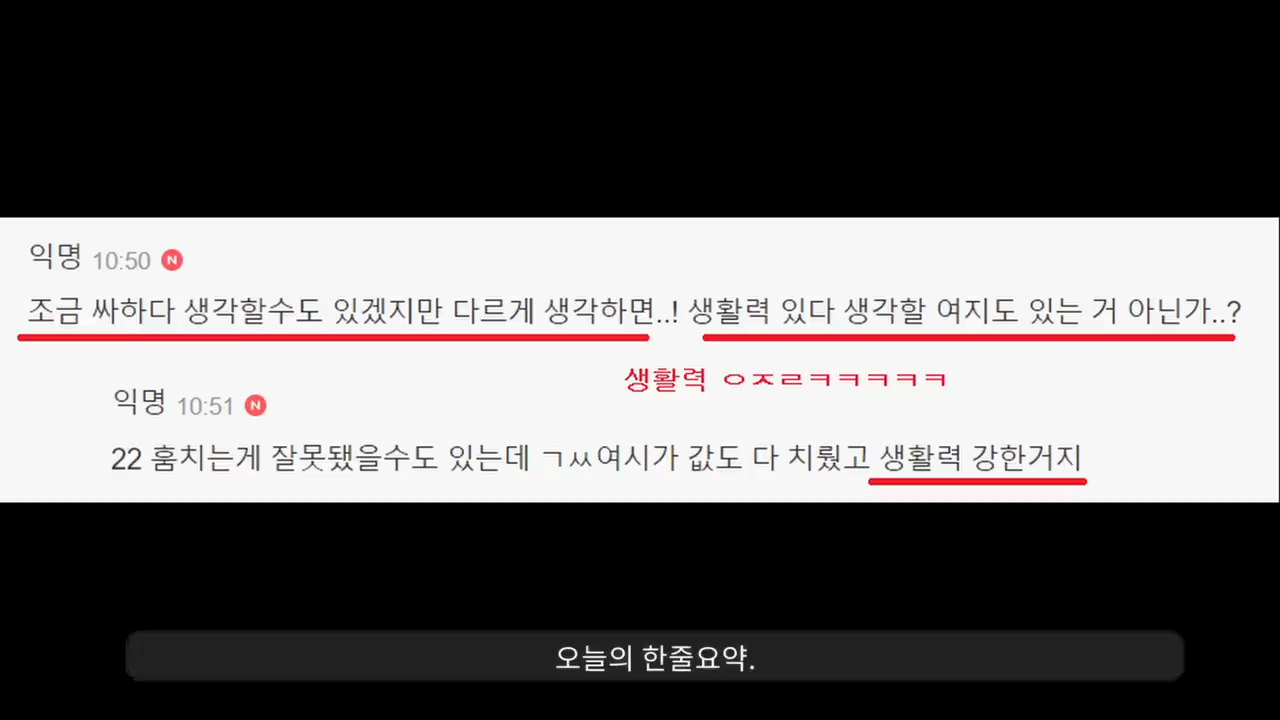 익명 10:50 N
조금 싸하다 생각할수도 있겠지만 다르게 생각하면..! 생활력 있다 생각할 여지도 있는 거 아닌가..?
생활력 ㅇㅈㄹㅋㅋㅋㅋㅋ
익명 10:51 N
22 훔치는게 잘못됐을수도 있는데 ㄱㅆ여시가 값도 다 치뤘고 생활력 강한거지
오늘의 한줄요약.